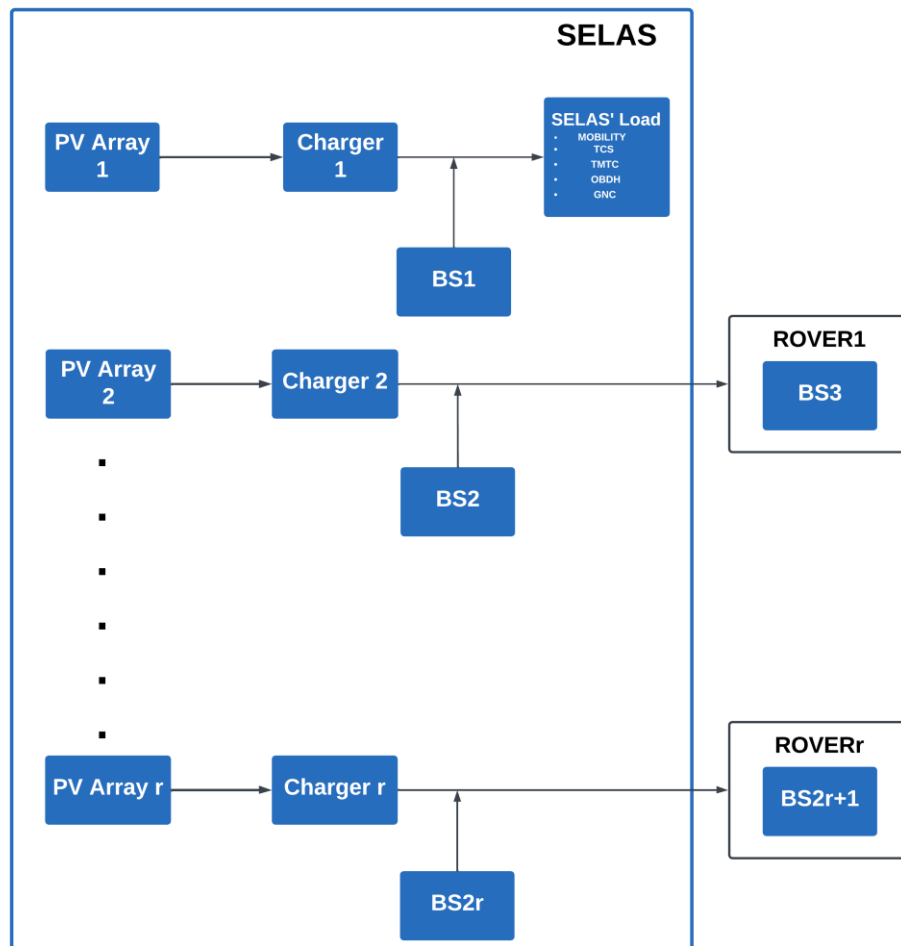 SELAS
PV Array
1
Charger
1
SELAS' Load
• MOBILITY
• TCS
• TMTC
• OBDH
• GNC
BS1
PV Array
2
Charger 2
BS2
ROVER1
BS3
PV Array r
Charger r
BS2r
ROVERr
BS2r+1